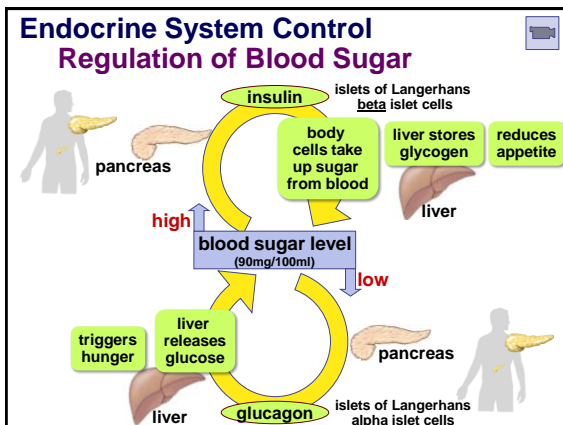 Endocrine System Control
Regulation of Blood Sugar
insulin
islets of Langerhans
beta islet cells
pancreas
body
cells take
up sugar
from blood
liver stores
glycogen
reduces
appetite
liver
high
blood sugar level
(90mg/100ml)
low
triggers
hunger
liver
releases
glucose
pancreas
liver
glucagon
islets of Langerhans
alpha islet cells